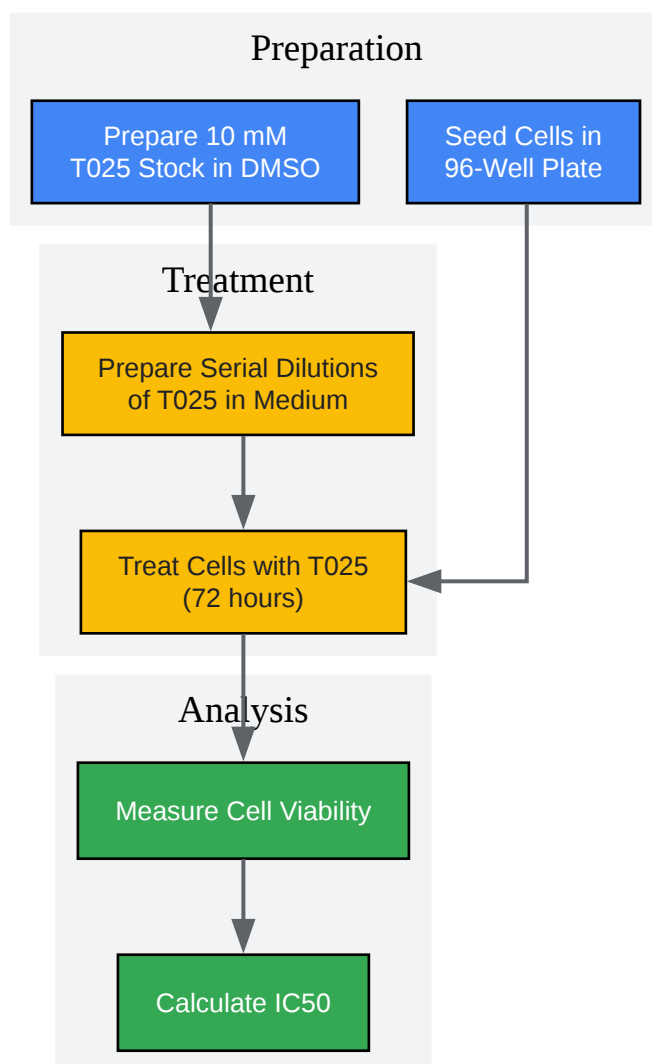 Preparation
Prepare 10 mM
T025 Stock in DMSO
Seed Cells in
96-Well Plate
Treatment
Prepare Serial Dilutions
of T025 in Medium
Treat Cells with T025
(72 hours)
Analysis
Measure Cell Viability
Calculate IC50